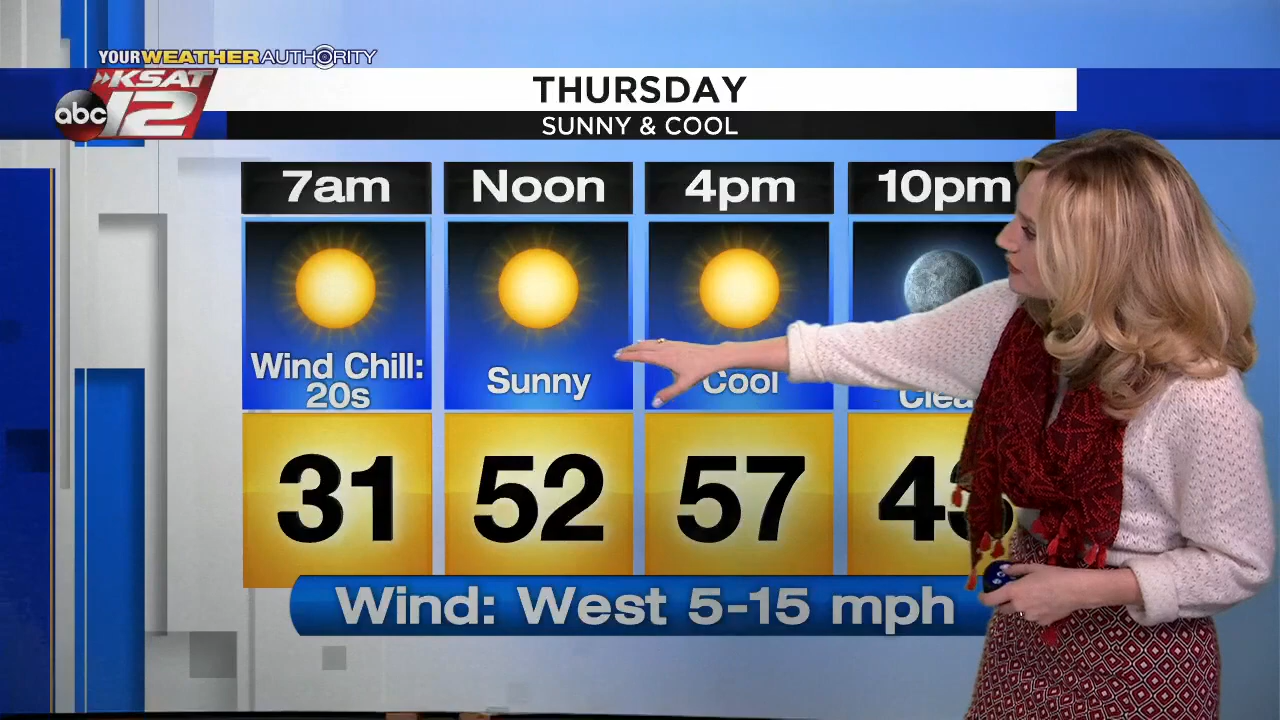 YOURWEATHERAUTHORITY
KSAT
abc 12
THURSDAY
SUNNY & COOL
7am Noon 4pm 10pm
Wind Chill: 20s
Sunny
Cool
31 52 57
Wind: West 5-15 mph